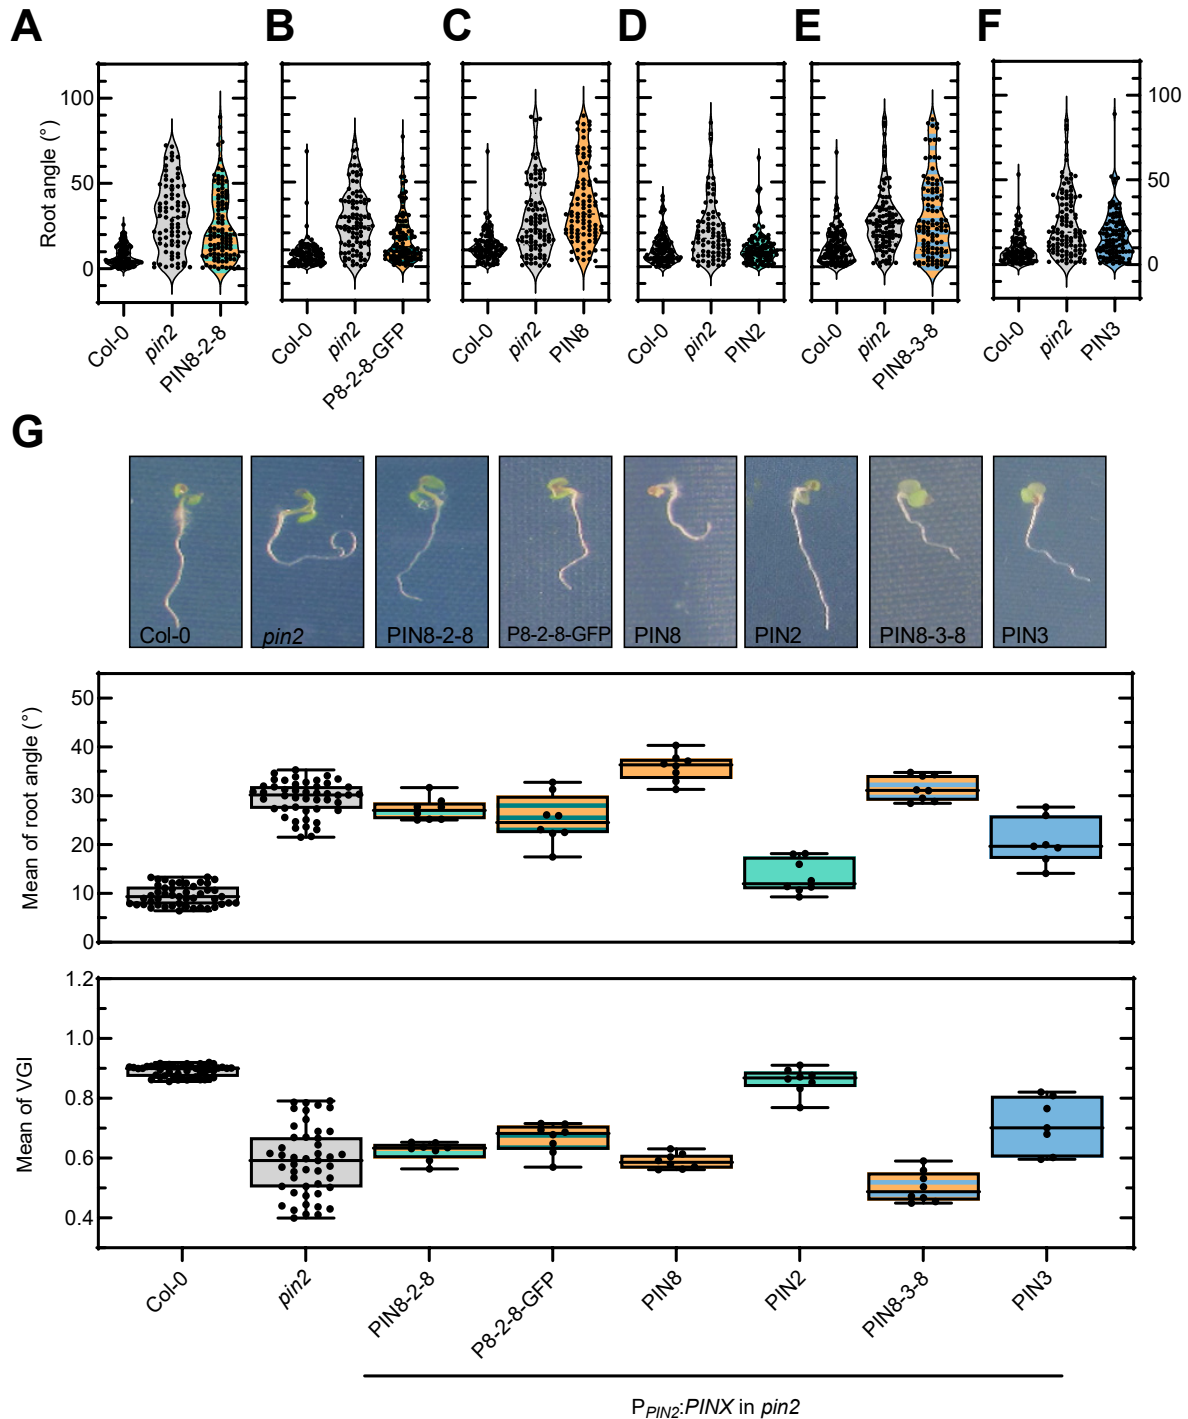 A B C D E F
Root angle (°)
100
50
0
100
50
0
Col-0 pin2 PIN8-2-8
Col-0 pin2 P8-2-8-GFP
Col-0 pin2 PIN8
Col-0 pin2 PIN2
Col-0 pin2 PIN8-3-8
Col-0 pin2 PIN3
G
Col-0 pin2 PIN8-2-8 P8-2-8-GFP PIN8 PIN2 PIN8-3-8 PIN3
Mean of root angle (°)
50
40
30
20
10
0
Mean of VGI
1.2
1.0
0.8
0.6
0.4
Col-0 pin2 PIN8-2-8 P8-2-8-GFP PIN8 PIN2 PIN8-3-8 PIN3
PPIN2:PINX in pin2